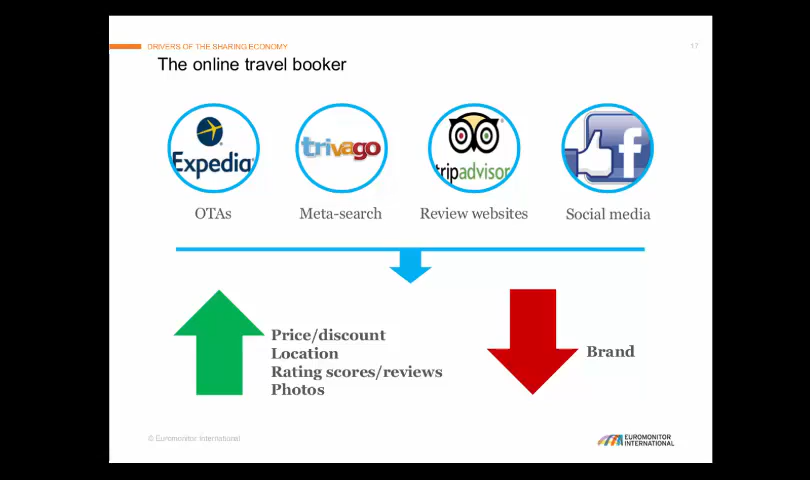 DRIVERS OF THE SHARING ECONOMY
17
The online travel booker
Expedia
trivago
tripadvisor
f
OTAs
Meta-search
Review websites
Social media
Price/discount
Location
Rating scores/reviews
Photos
Brand
© Euromonitor International
EUROMONITOR
INTERNATIONAL